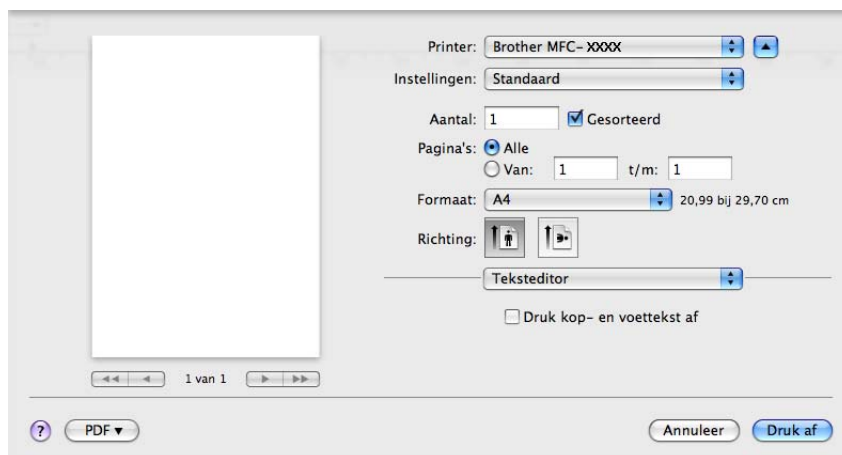 Printer: Brother MFC- XXXX
Instellingen: Standaard
Aantal: 1 Gesorteerd
Pagina's: Alle
Van: 1 t/m: 1
Formaat: A4 20,99 bij 29,70 cm
Richting:
Teksteditor
Druk kop- en voettekst af
1 van 1
? PDF ▼ Annuleer Druk af